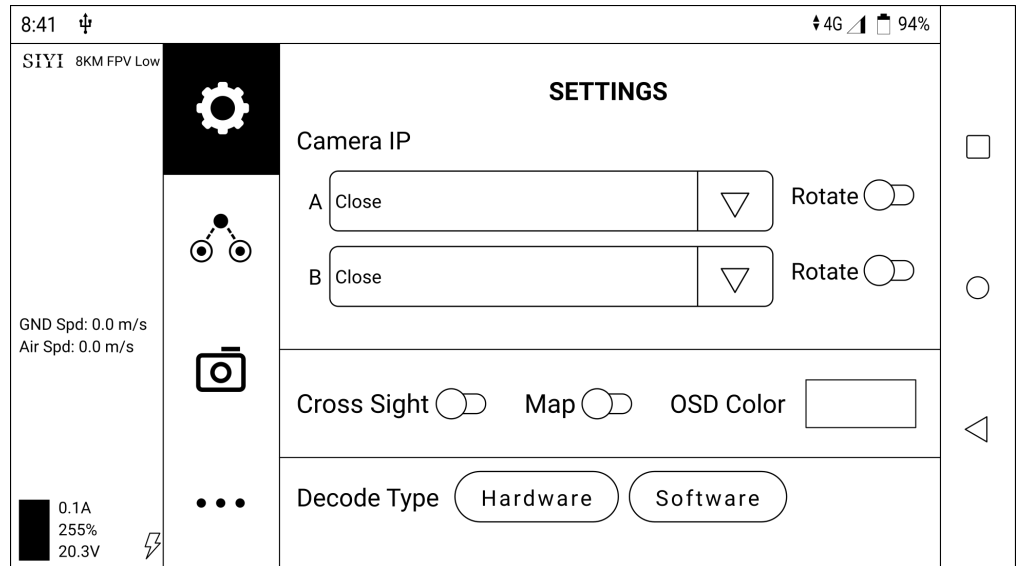 8:41 4G 94%
SIYI 8KM FPV Low
SETTINGS
Camera IP
A Close Rotate
B Close Rotate
GND Spd: 0.0 m/s
Air Spd: 0.0 m/s
Cross Sight Map OSD Color
Decode Type Hardware Software
0.1A
255%
20.3V